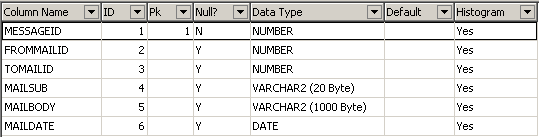 Column Name ID Pk Null? Data Type Default Histogram
MESSAGEID 1 1 N NUMBER Yes
FROMMAILID 2 Y NUMBER Yes
TOMAILID 3 Y NUMBER Yes
MAILSUB 4 Y VARCHAR2 (20 Byte) Yes
MAILBODY 5 Y VARCHAR2 (1000 Byte) Yes
MAILDATE 6 Y DATE Yes